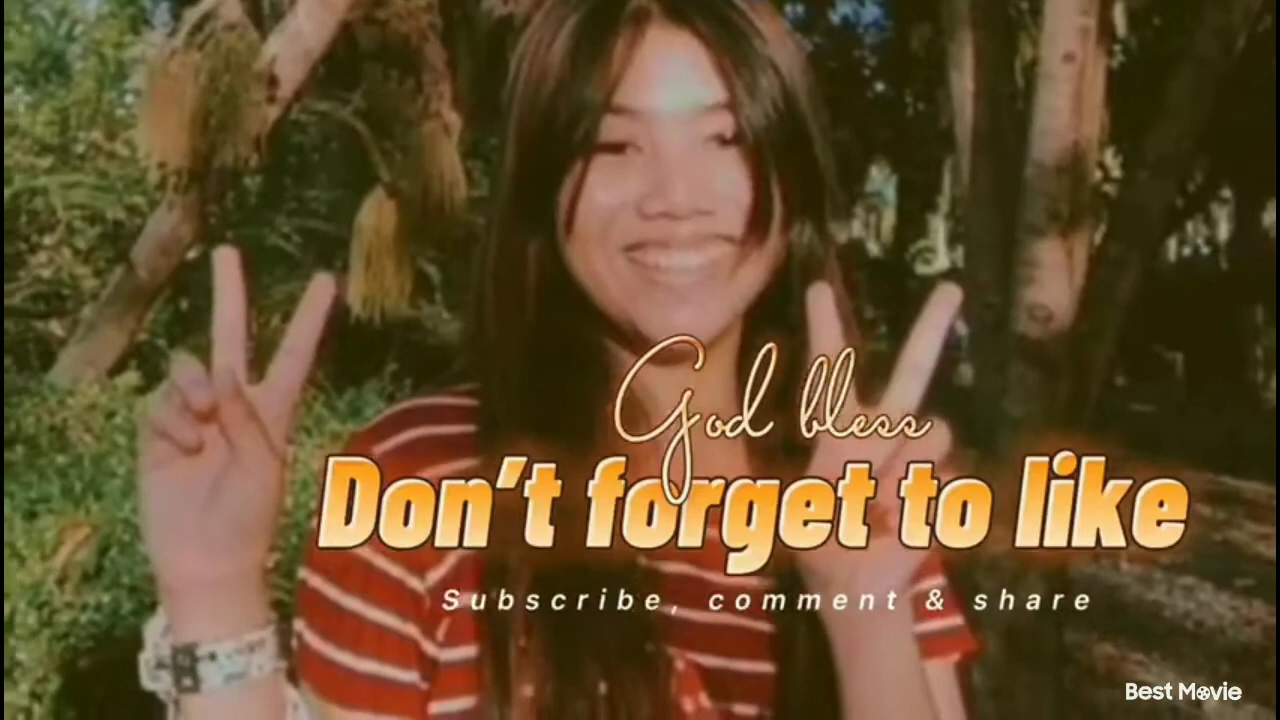 God bless
Don't forget to like
Subscribe, comment & share
Best Movie